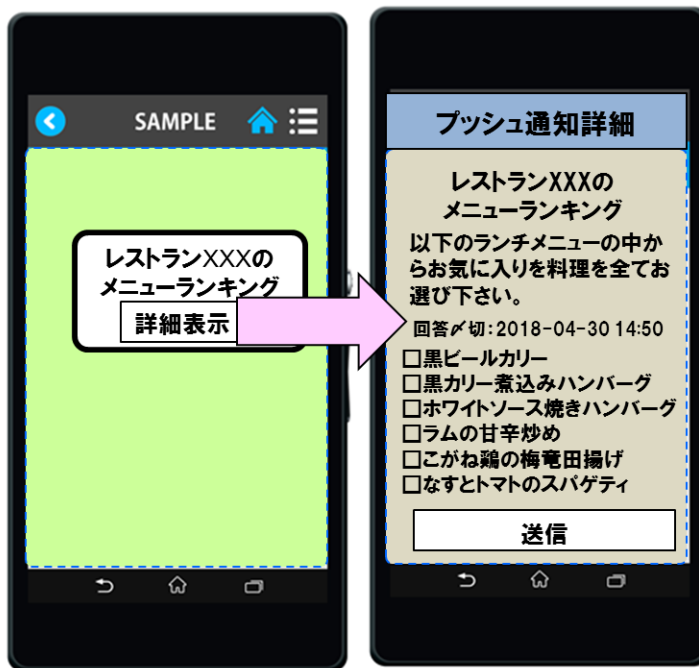 SAMPLE
レストランXXXの
メニューランキング
詳細表示
プッシュ通知詳細
レストランXXXの
メニューランキング
以下のランチメニューの中か
らお気に入りを料理を全てお
選び下さい。
回答〆切:2018-04-30 14:50
□黒ビールカリー
□黒カリー煮込みハンバーグ
□ホワイトソース焼きハンバーグ
□ラムの甘辛炒め
□こがね鶏の梅竜田揚げ
□なすとトマトのスパゲティ
送信